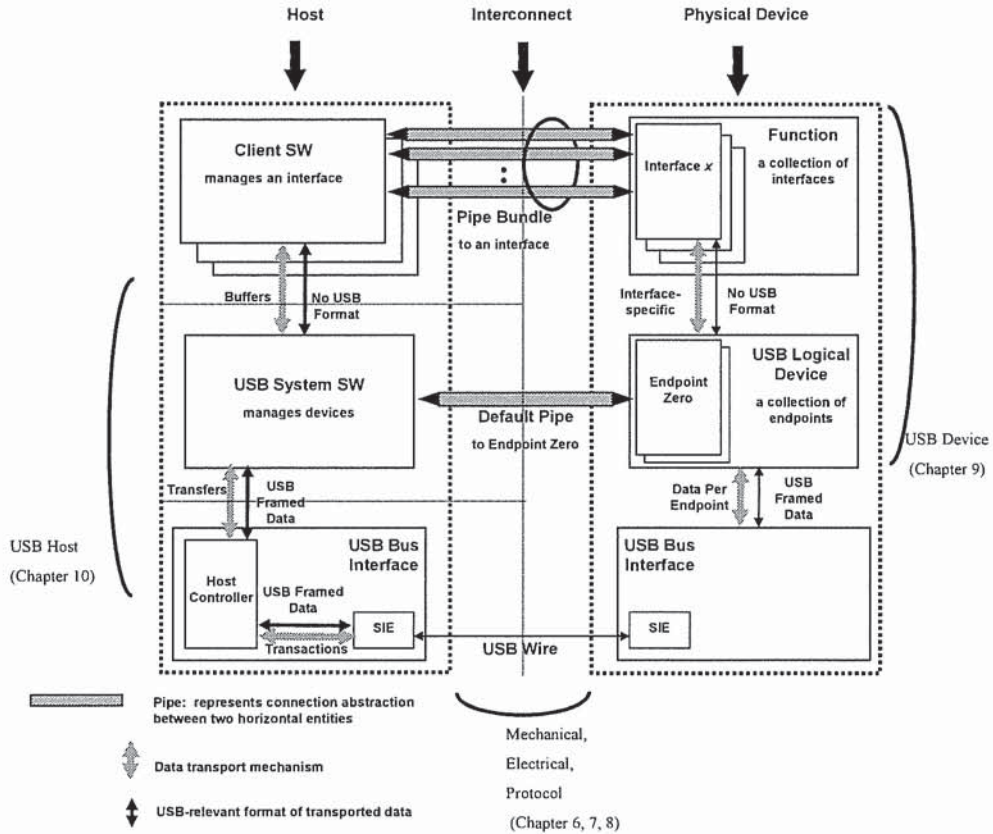 Host
Interconnect
Physical Device
Client SW
manages an interface
Pipe Bundle
to an interface
Interface x
Function
a collection of
interfaces
Buffers
No USB
Format
Interface-
specific
No USB
Format
USB System SW
manages devices
Default Pipe
to Endpoint Zero
Endpoint
Zero
USB Logical
Device
a collection of
endpoints
USB Device
(Chapter 9)
Transfers
USB
Framed
Data
Data Per
Endpoint
USB
Framed
Data
USB Host
(Chapter 10)
USB Bus
Interface
Host
Controller
USB Framed
Data
Transactions
SIE
USB Wire
USB Bus
Interface
SIE
Pipe: represents connection abstraction
between two horizontal entities
Data transport mechanism
USB-relevant format of transported data
Mechanical,
Electrical,
Protocol
(Chapter 6, 7, 8)